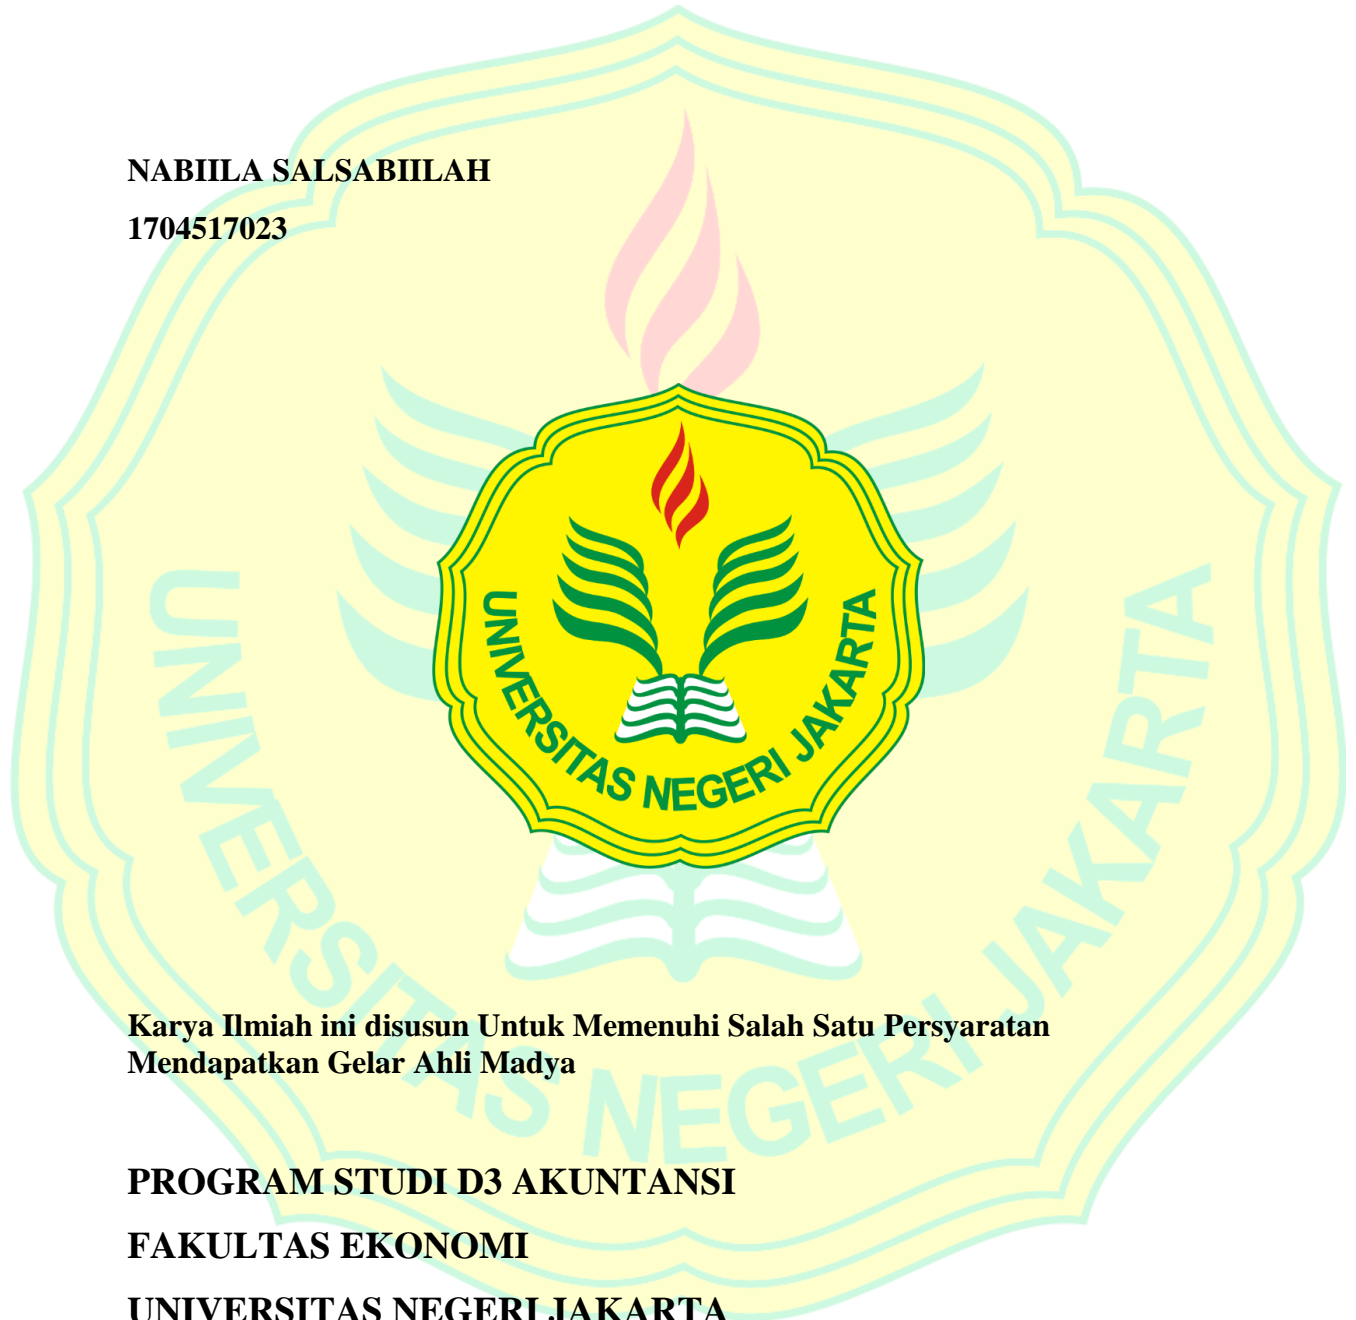 NABIILA SALSABIILAH
1704517023
UNIVERSITAS NEGERI JAKARTA
UNIVERSITAS NEGERI JAKARTA
Karya Ilmiah ini disusun Untuk Memenuhi Salah Satu Persyaratan
Mendapatkan Gelar Ahli Madya
PROGRAM STUDI D3 AKUNTANSI
FAKULTAS EKONOMI
UNIVERSITAS NEGERI JAKARTA